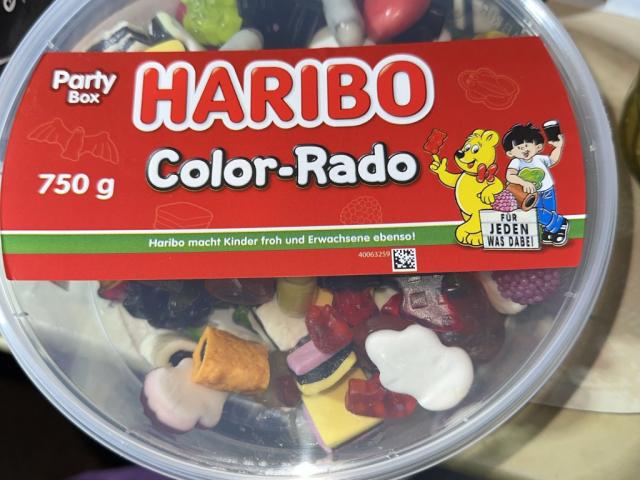 Party
Box
HARIBO
Color-Rado
750 g
FÜR
JEDEN
WAS DABEI
Haribo macht Kinder froh und Erwachsene ebenso!
40063259